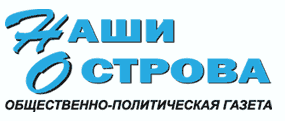 НАШИ
ОСТРОВА
ОБЩЕСТВЕННО-ПОЛИТИЧЕСКАЯ ГАЗЕТА